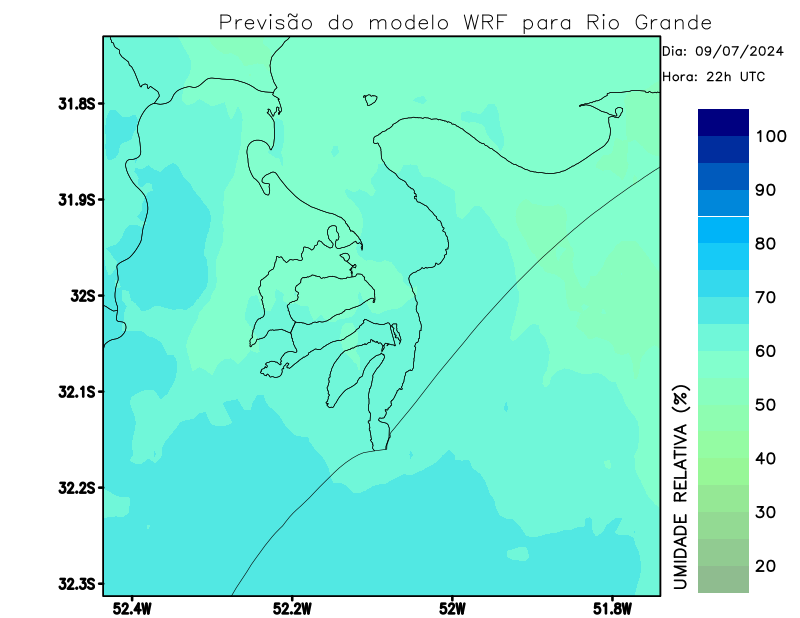 Previsão do modelo WRF para Rio Grande
Dia: 09/07/2024
Hora: 22h UTC
31.8S
31.9S
32S
32.1S
32.2S
32.3S
52.4W
52.2W
52W
51.8W
100
90
80
70
60
50
40
30
20
UMIDADE RELATIVA (%)